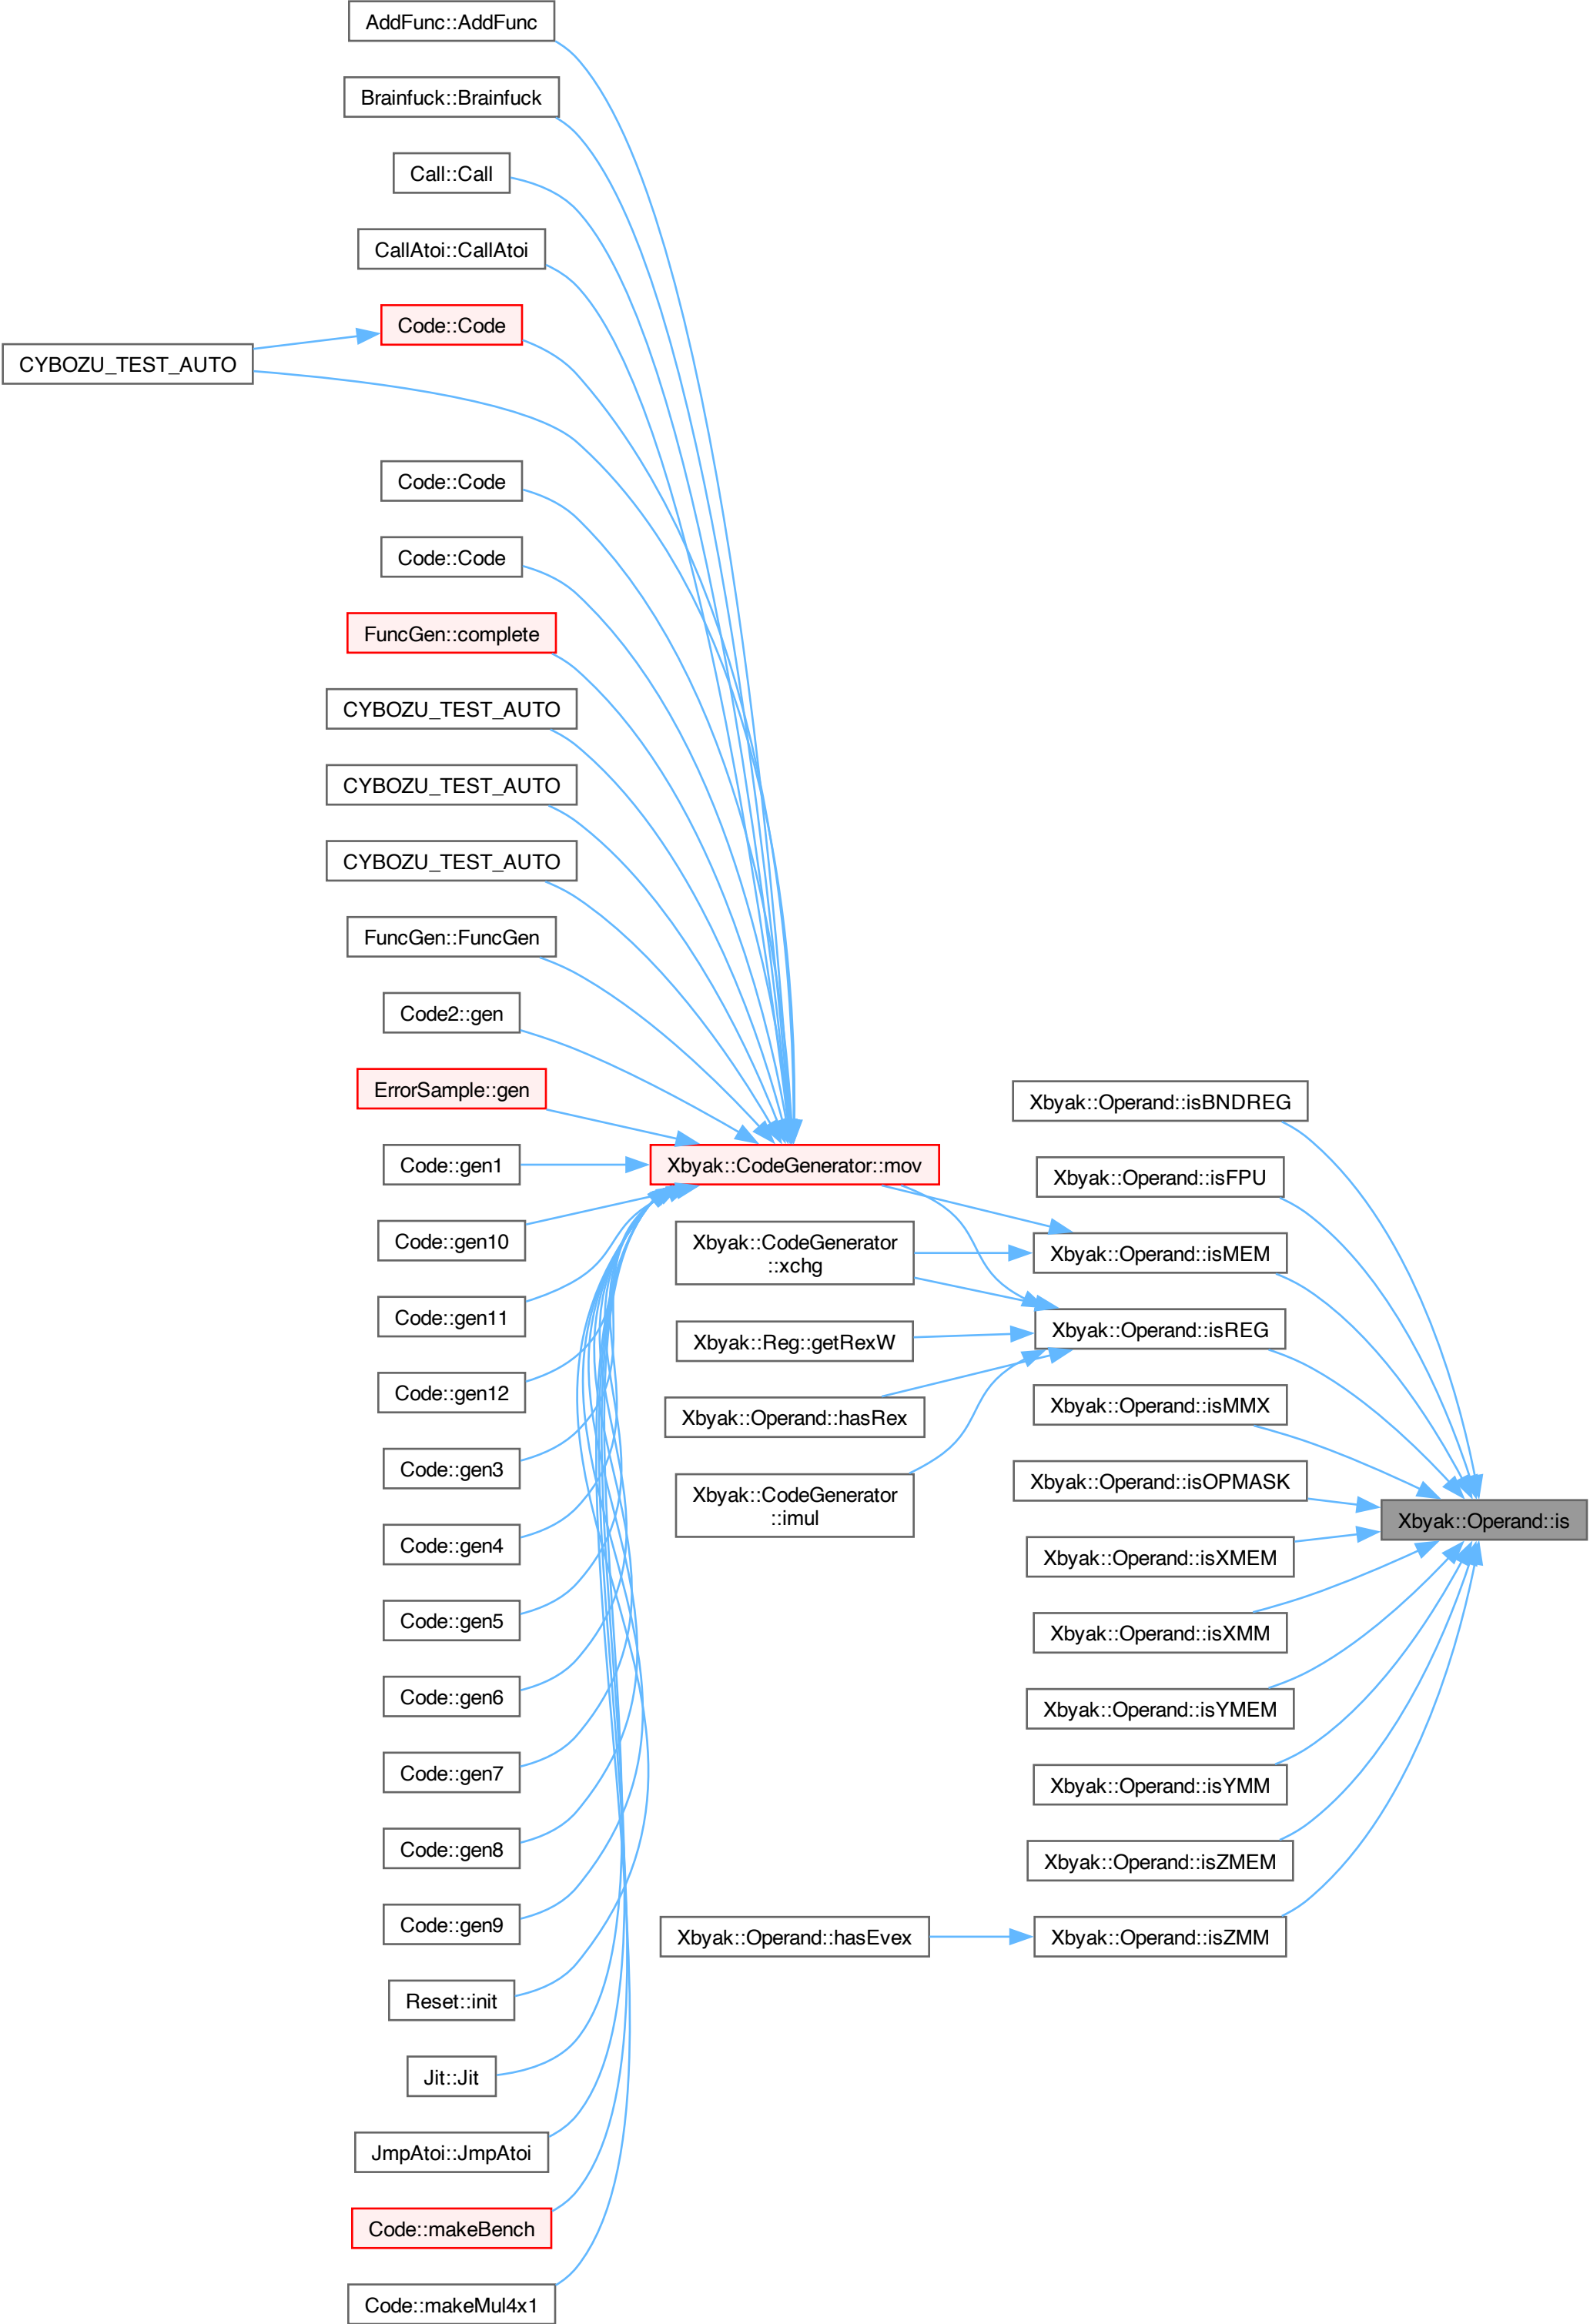 AddFunc::AddFunc
Brainfuck::Brainfuck
Call::Call
CallAtoi::CallAtoi
Code::Code
CYBOZU_TEST_AUTO
Code::Code
Code::Code
FuncGen::complete
CYBOZU_TEST_AUTO
CYBOZU_TEST_AUTO
CYBOZU_TEST_AUTO
FuncGen::FuncGen
Code2::gen
ErrorSample::gen
Code::gen1
Code::gen10
Code::gen11
Code::gen12
Code::gen3
Code::gen4
Code::gen5
Code::gen6
Code::gen7
Code::gen8
Code::gen9
Reset::init
Jit::Jit
JmpAtoi::JmpAtoi
Code::makeBench
Code::makeMul4x1
Xbyak::CodeGenerator::mov
Xbyak::CodeGenerator
::xchg
Xbyak::Reg::getRexW
Xbyak::Operand::hasRex
Xbyak::CodeGenerator
::imul
Xbyak::Operand::hasEvex
Xbyak::Operand::isBNDREG
Xbyak::Operand::isFPU
Xbyak::Operand::isMEM
Xbyak::Operand::isREG
Xbyak::Operand::isMMX
Xbyak::Operand::isOPMASK
Xbyak::Operand::isXMEM
Xbyak::Operand::isXMM
Xbyak::Operand::isYMEM
Xbyak::Operand::isYMM
Xbyak::Operand::isZMEM
Xbyak::Operand::isZMM
Xbyak::Operand::is